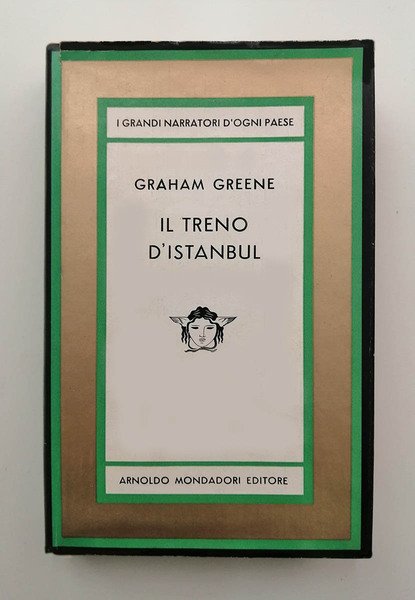 I GRANDI NARRATORI D'OGNI PAESE
GRAHAM GREENE
IL TRENO
D'ISTANBUL
ARNOLDO MONDADORI EDITORE